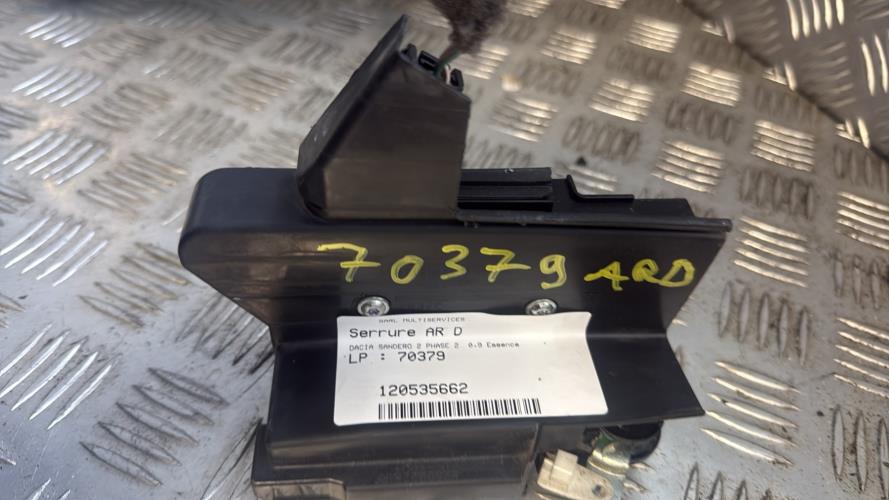 70379 ARD
SARL MULTISERVICES
Serrure AR D
DACIA SANDERO 2 PHASE 2 0.9 Essence
LP : 70379
120535662